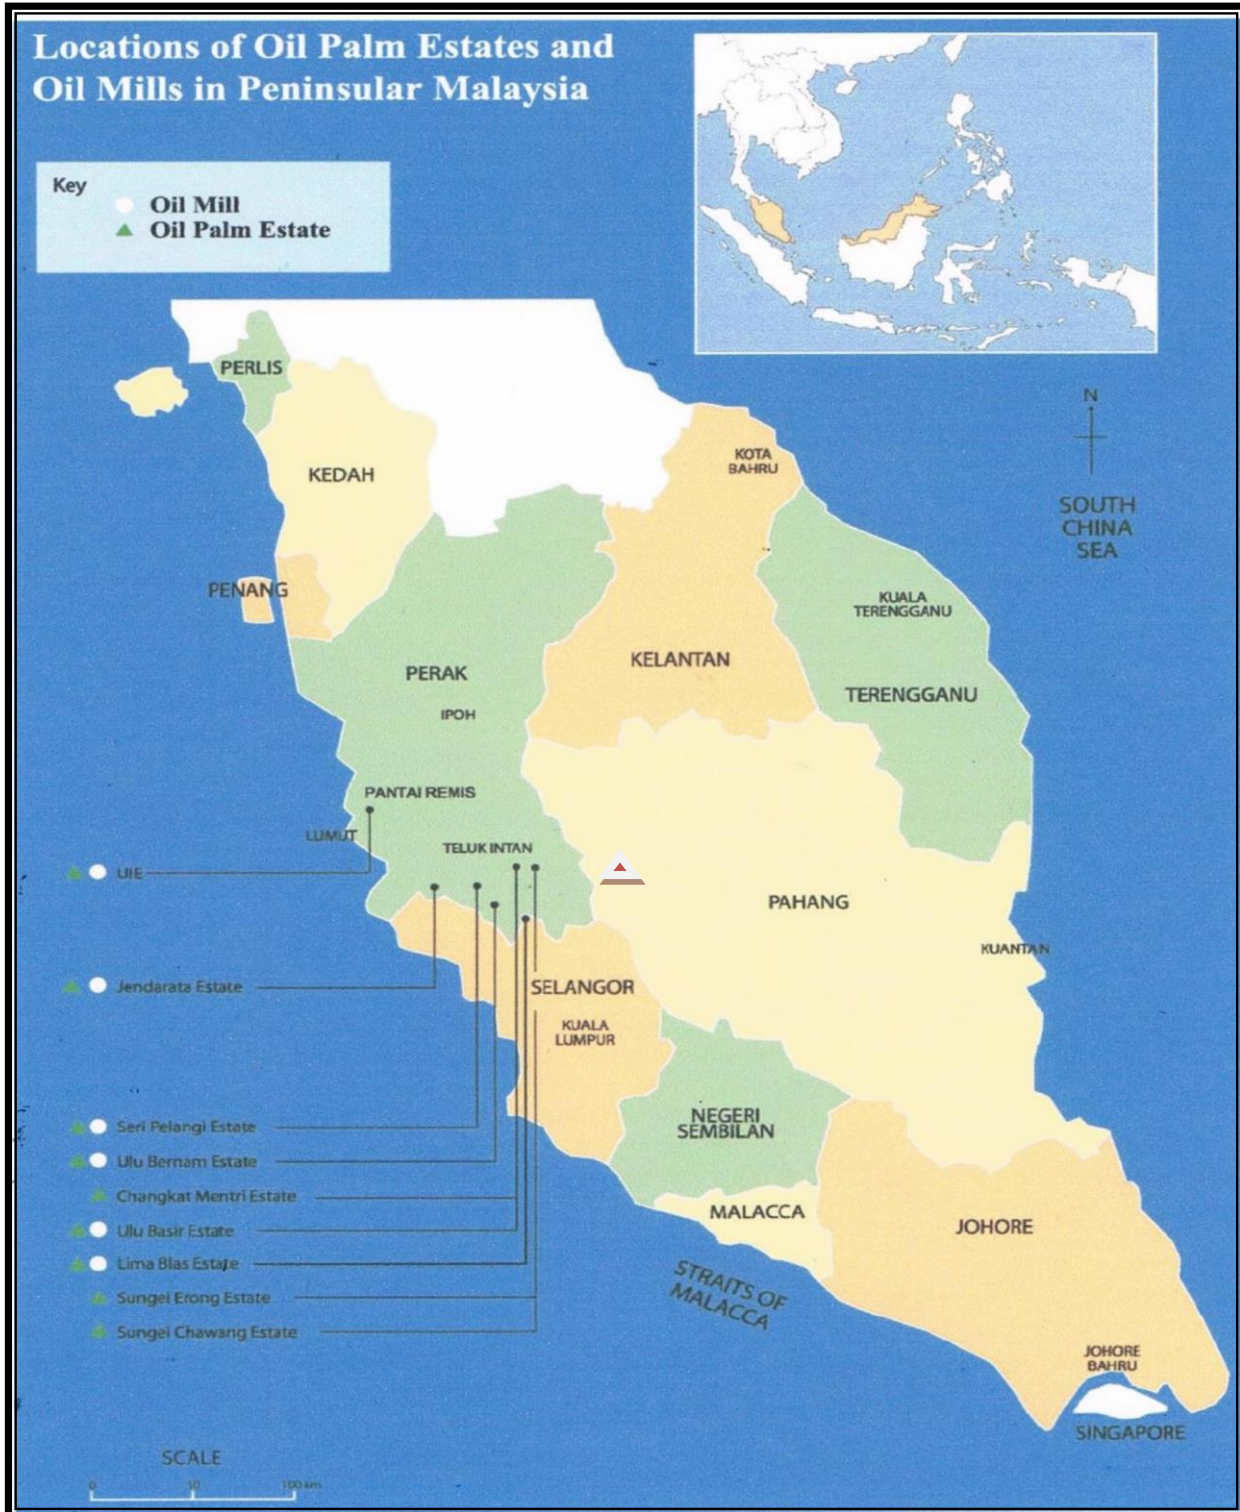 Locations of Oil Palm Estates and
Oil Mills in Peninsular Malaysia
Key
Oil Mill
Oil Palm Estate
N
SOUTH
CHINA
SEA
PERLIS
KEDAH
KOTA
BAHRU
PENANG
KUALA
TERENGGANU
KELANTAN
PERAK
TERENGGANU
IPOH
PANTAI REMIS
LUMUT
TELUK INTAN
UIE
PAHANG
KUANTAN
Jendarata Estate
SELANGOR
KUALA
LUMPUR
Seri Pelangi Estate
NEGERI
SEMBILAN
Ulu Bernam Estate
Changkat Mentri Estate
MALACCA
Ulu Basir Estate
JOHORE
Lima Blas Estate
STRAITS OF
MALACCA
Sungei Erong Estate
Sungei Chawang Estate
JOHORE
BAHRU
SINGAPORE
SCALE
0 50 100 km